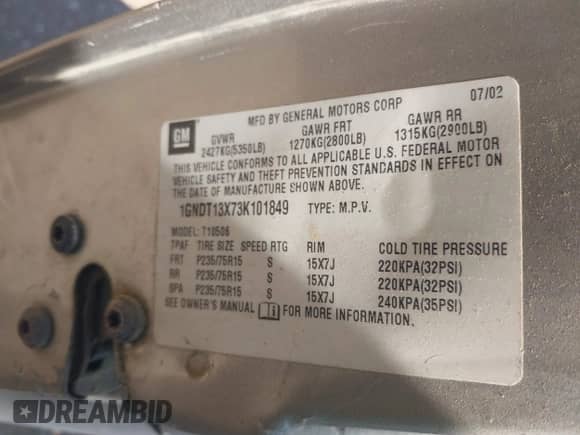 07/02
MFD BY GENERAL MOTORS CORP
GM
GVWR GAWR FRT GAWR RR
2427KG(5350LB) 1270KG(2800LB) 1315KG(2900LB)
THIS VEHICLE CONFORMS TO ALL APPLICABLE U.S. FEDERAL MOTOR
VEHICLE SAFETY AND THEFT PREVENTION STANDARDS IN EFFECT ON
THE DATE OF MANUFACTURE SHOWN ABOVE.
1GNDT13X73K101849 TYPE: M.P.V.
MODEL: T10506
TPAF TIRE SIZE SPEED RTG RIM COLD TIRE PRESSURE
FRT P235/75R15 S 15X7J 220KPA(32PSI)
RR P235/75R15 S 15X7J 220KPA(32PSI)
SPA P235/75R15 S 15X7J 240KPA(35PSI)
SEE OWNER'S MANUAL FOR MORE INFORMATION.
DREAMBID